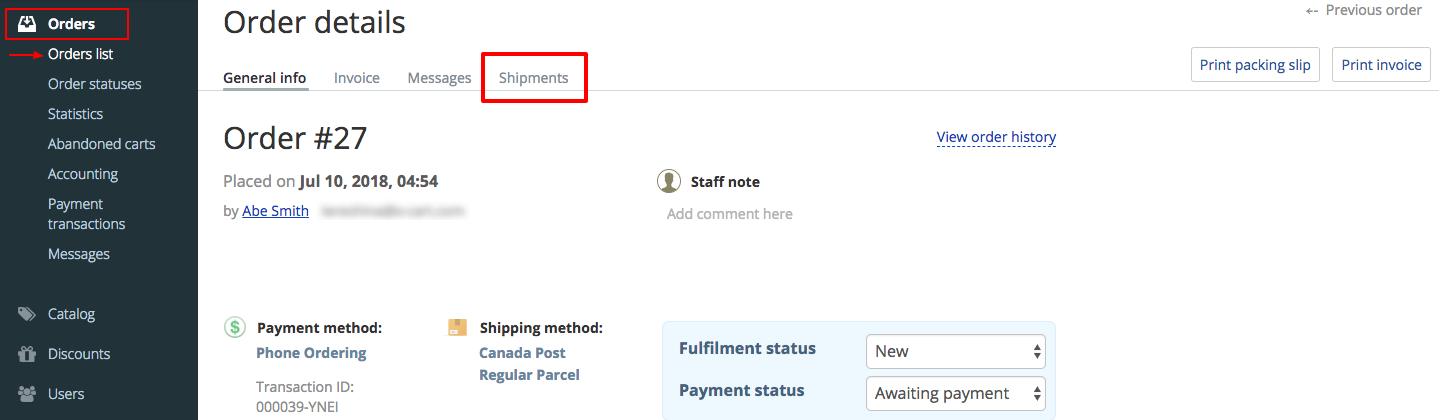 Orders
Orders list
Order statuses
Statistics
Abandoned carts
Accounting
Payment
transactions
Messages
Catalog
Discounts
Users
Order details
Previous order
General info
Invoice
Messages
Shipments
Print packing slip
Print invoice
Order #27
View order history
Placed on Jul 10, 2018, 04:54
by Abe Smith
Staff note
Add comment here
Payment method:
Phone Ordering
Transaction ID:
000039-YNEI
Shipping method:
Canada Post
Regular Parcel
Fulfilment status
New
Payment status
Awaiting payment